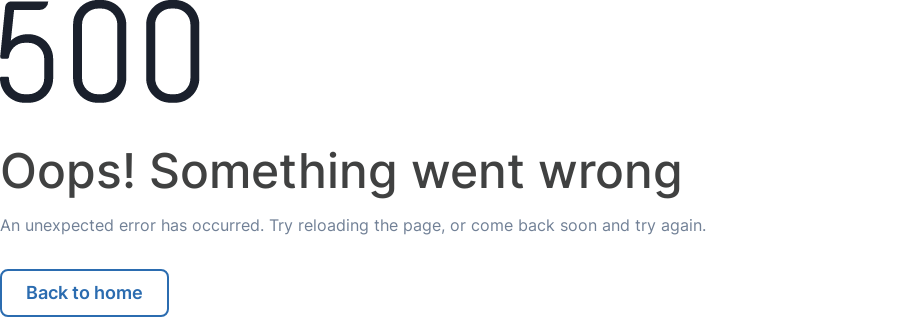 500
Oops! Something went wrong
An unexpected error has occurred. Try reloading the page, or come back soon and try again.
Back to home